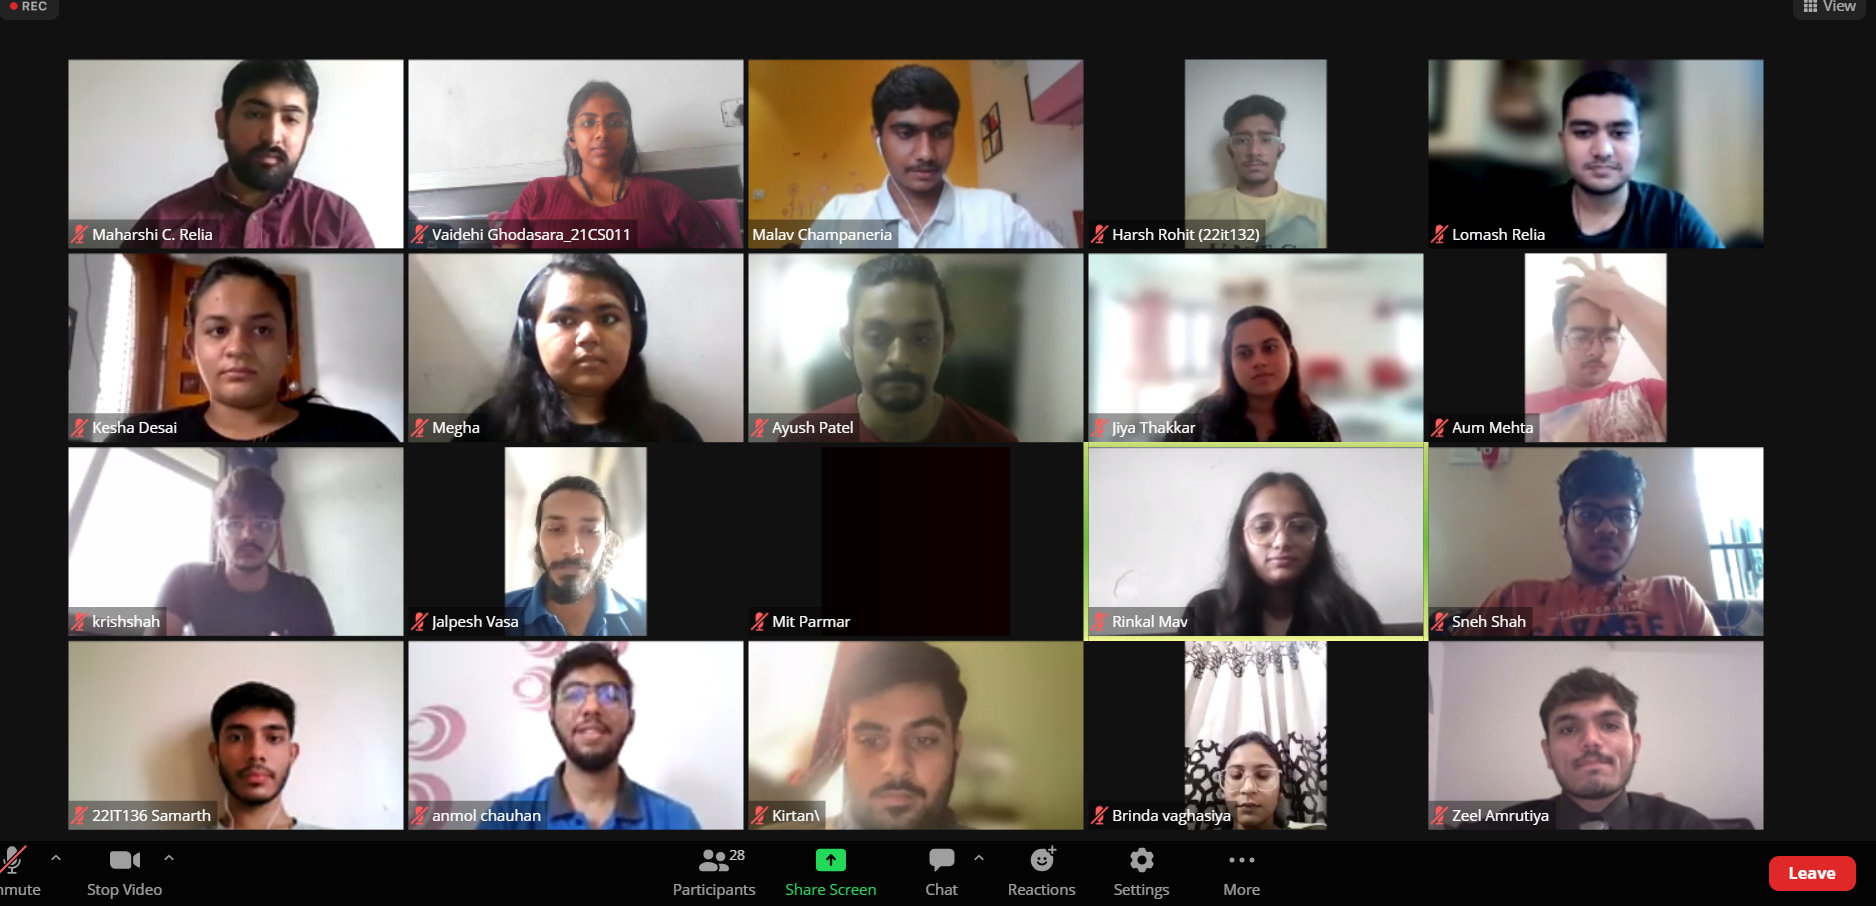 REC
View
Maharshi C. Relia
Vaidehi Ghodasara_21CS011
Malav Champaneria
Harsh Rohit (22it132)
Lomash Relia
Kesha Desai
Megha
Ayush Patel
Jiya Thakkar
Aum Mehta
krishshah
Jalpesh Vasa
Mit Parmar
Rinkal Mav
Sneh Shah
22IT136 Samarth
anmol chauhan
Kirtan\
Brinda vaghasiya
Zeel Amrutiya
nmute
Stop Video
28
Participants
Share Screen
Chat
Reactions
Settings
More
Leave